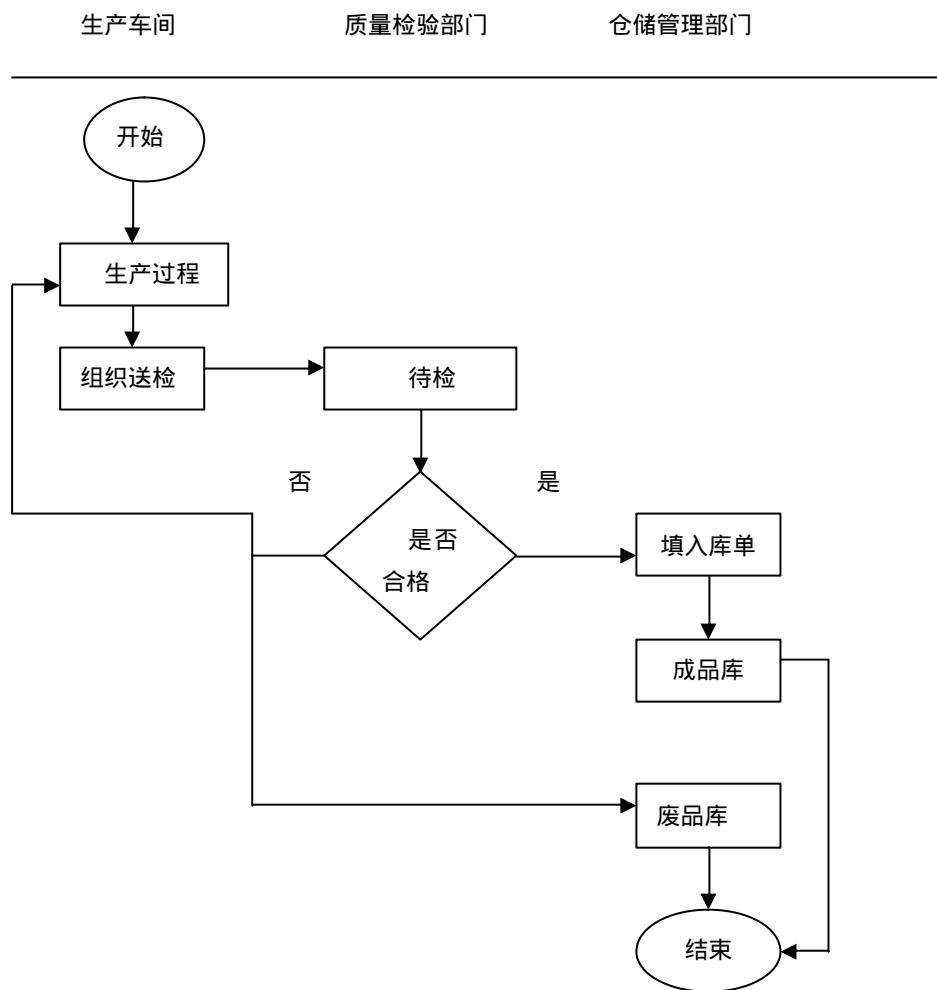 生产车间 质量检验部门 仓储管理部门
开始
生产过程
组织送检
待检
否
是
是否
合格
填入库单
成品库
废品库
结束